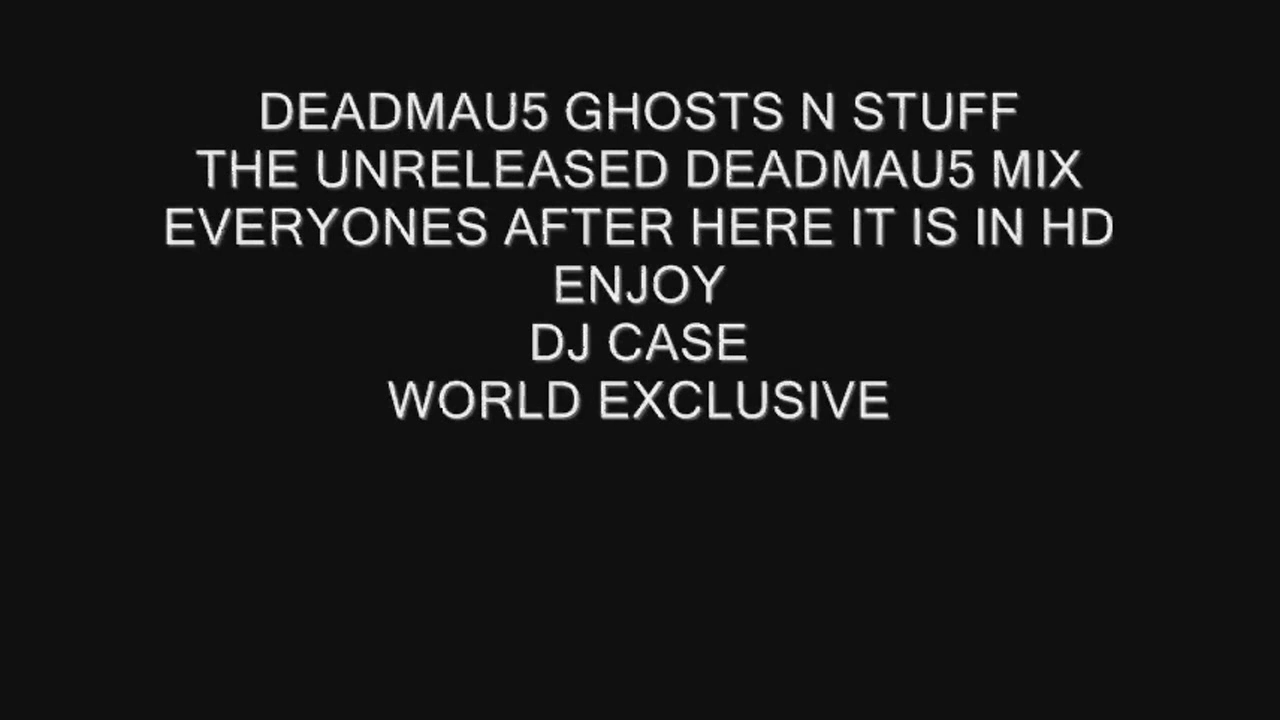 DEADMAU5 GHOSTS N STUFF
THE UNRELEASED DEADMAU5 MIX
EVERYONES AFTER HERE IT IS IN HD
ENJOY
DJ CASE
WORLD EXCLUSIVE